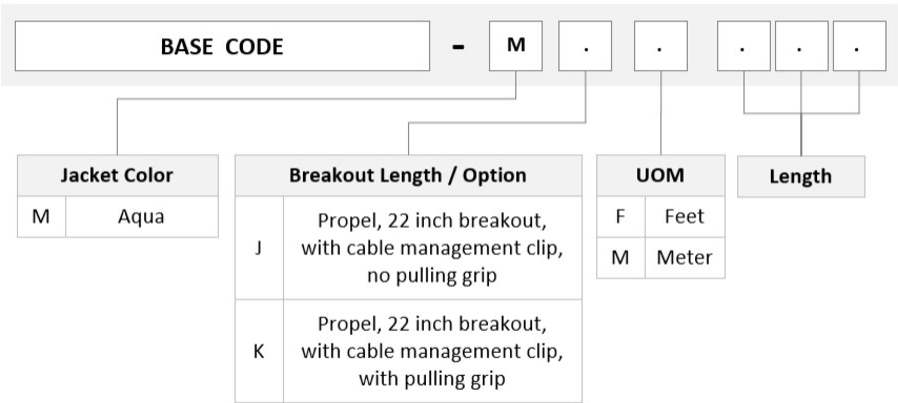 BASE CODE - M . . . . .
Jacket Color
M Aqua
Breakout Length / Option
J
Propel, 22 inch breakout,
with cable management clip,
no pulling grip
K
Propel, 22 inch breakout,
with cable management clip,
with pulling grip
UOM
F Feet
M Meter
Length